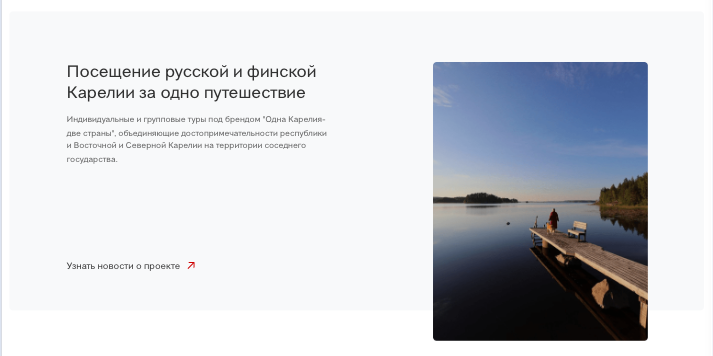 Посещение русской и финской
Карелии за одно путешествие
Индивидуальные и групповые туры под брендом "Одна Карелия-
две страны", объединяющие достопримечательности республики
и Восточной и Северной Карелии на территории соседнего
государства.
Узнать новости о проекте